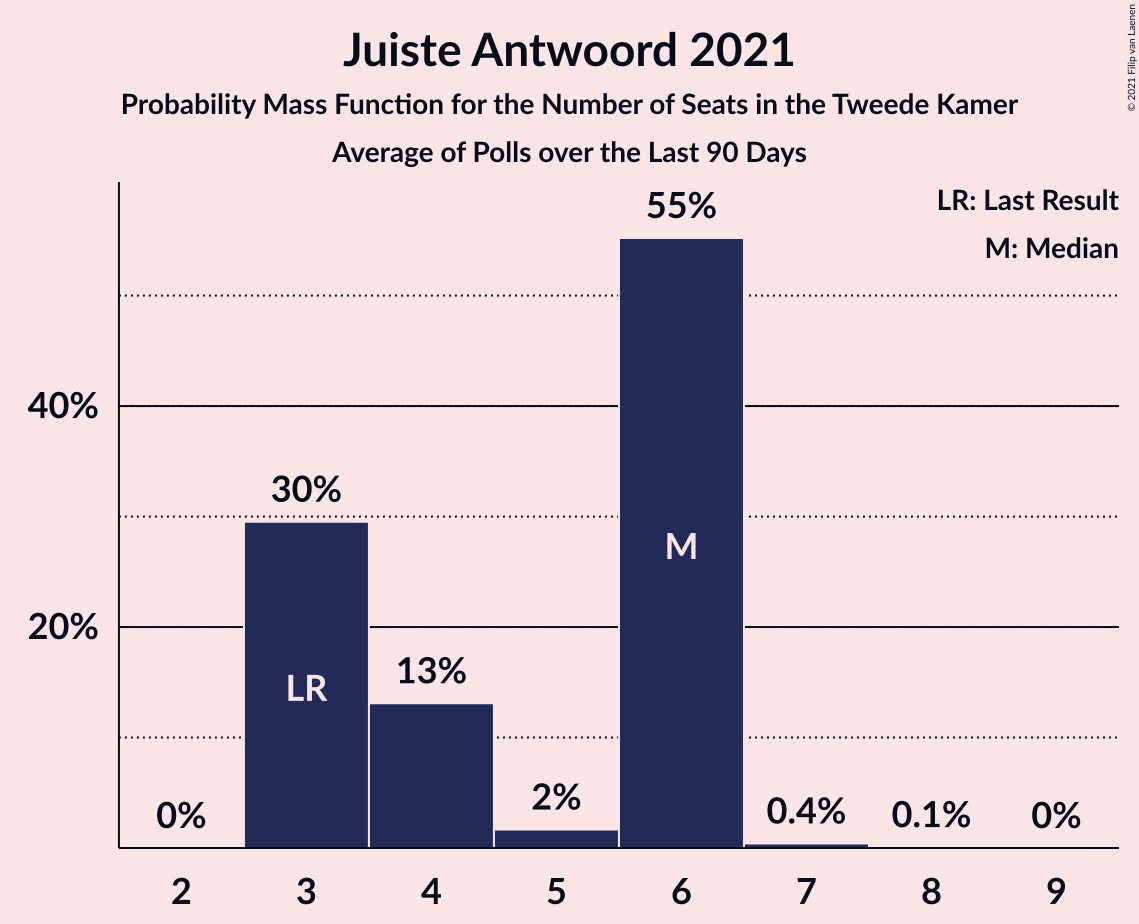 Juiste Antwoord 2021
Probability Mass Function for the Number of Seats in the Tweede Kamer
Average of Polls over the Last 90 Days
© 2021 Filip van Laenen
LR: Last Result
M: Median
55%
40%
30%
M
20%
13%
LR
2%
0%
0.4%
0.1%
0%
2 3 4 5 6 7 8 9